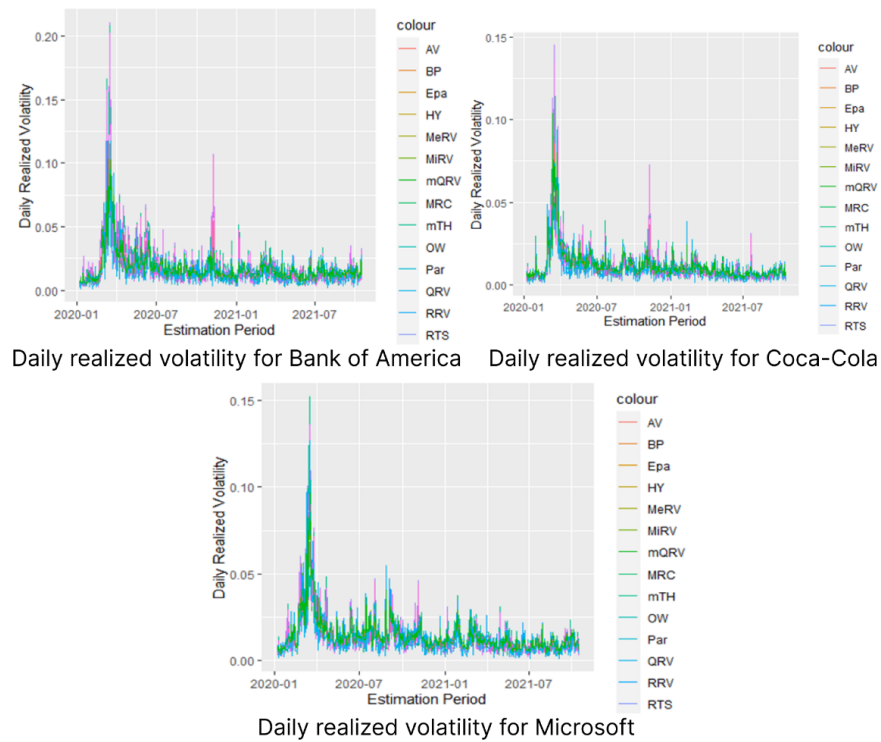 colour
0.20
0.15
0.10
0.05
0.00
Daily Realized Volatility
2020-01 2020-07 2021-01 2021-07
Estimation Period
AV
BP
Epa
HY
MeRV
MiRV
mQRV
MRC
mTH
OW
Par
QRV
RRV
RTS
Daily realized volatility for Bank of America
colour
0.15
0.10
0.05
0.00
Daily Realized Volatility
2020-01 2020-07 2021-01 2021-07
Estimation Period
AV
BP
Epa
HY
MeRV
MiRV
mQRV
MRC
mTH
OW
Par
QRV
RRV
RTS
Daily realized volatility for Coca-Cola
colour
0.15
0.10
0.05
0.00
Daily Realized Volatility
2020-01 2020-07 2021-01 2021-07
Estimation Period
AV
BP
Epa
HY
MeRV
MiRV
mQRV
MRC
mTH
OW
Par
QRV
RRV
RTS
Daily realized volatility for Microsoft